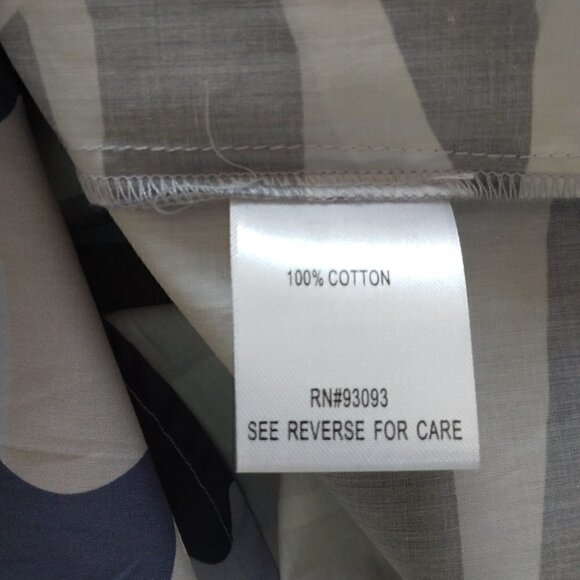 100% COTTON
RN#93093
SEE REVERSE FOR CARE